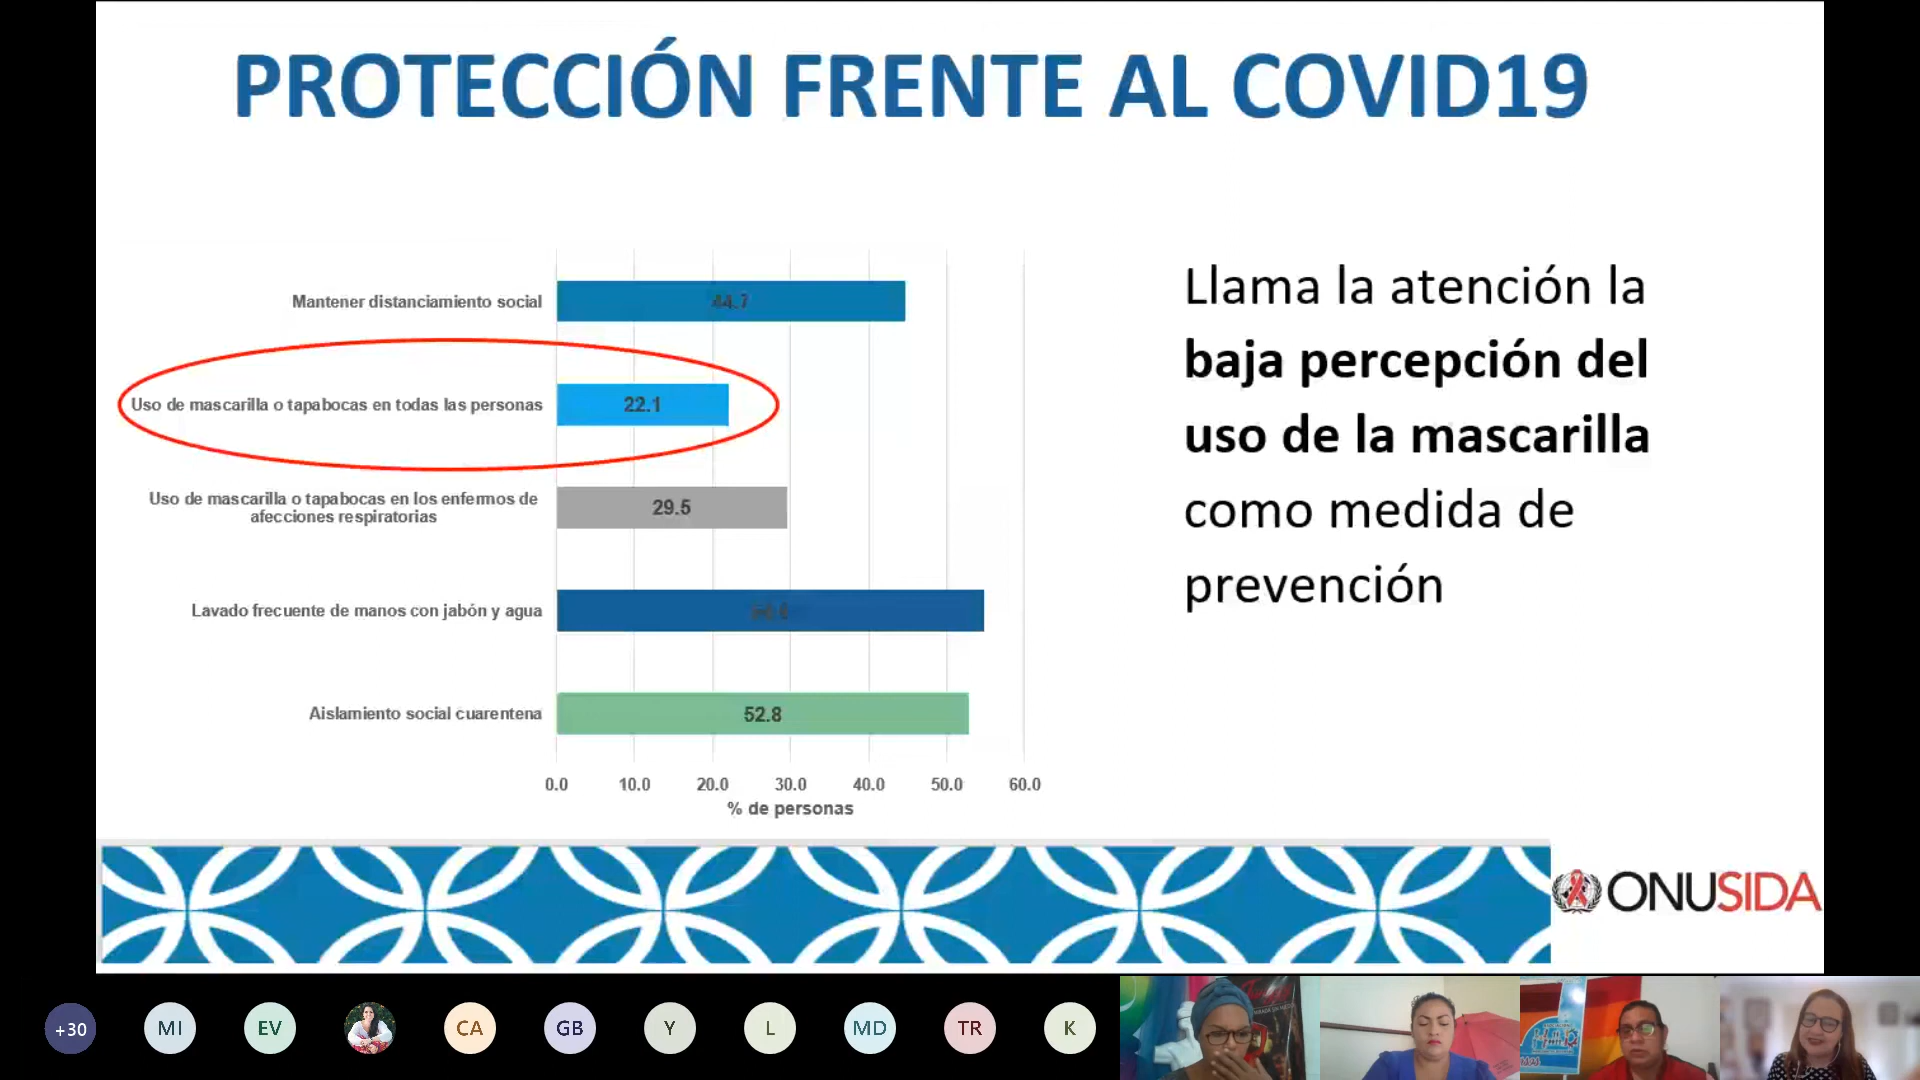 PROTECCIÓN FRENTE AL COVID19
Mantener distanciamiento social
44.7
Uso de mascarilla o tapabocas en todas las personas
22.1
Uso de mascarilla o tapabocas en los enfermos de
afecciones respiratorias
29.5
Lavado frecuente de manos con jabón y agua
Aislamiento social cuarentena
52.8
0.0 10.0 20.0 30.0 40.0 50.0 60.0
% de personas
Llama la atención la
baja percepción del
uso de la mascarilla
como medida de
prevención
ONUSIDA
+30 MI EV CA GB Y L MD TR K